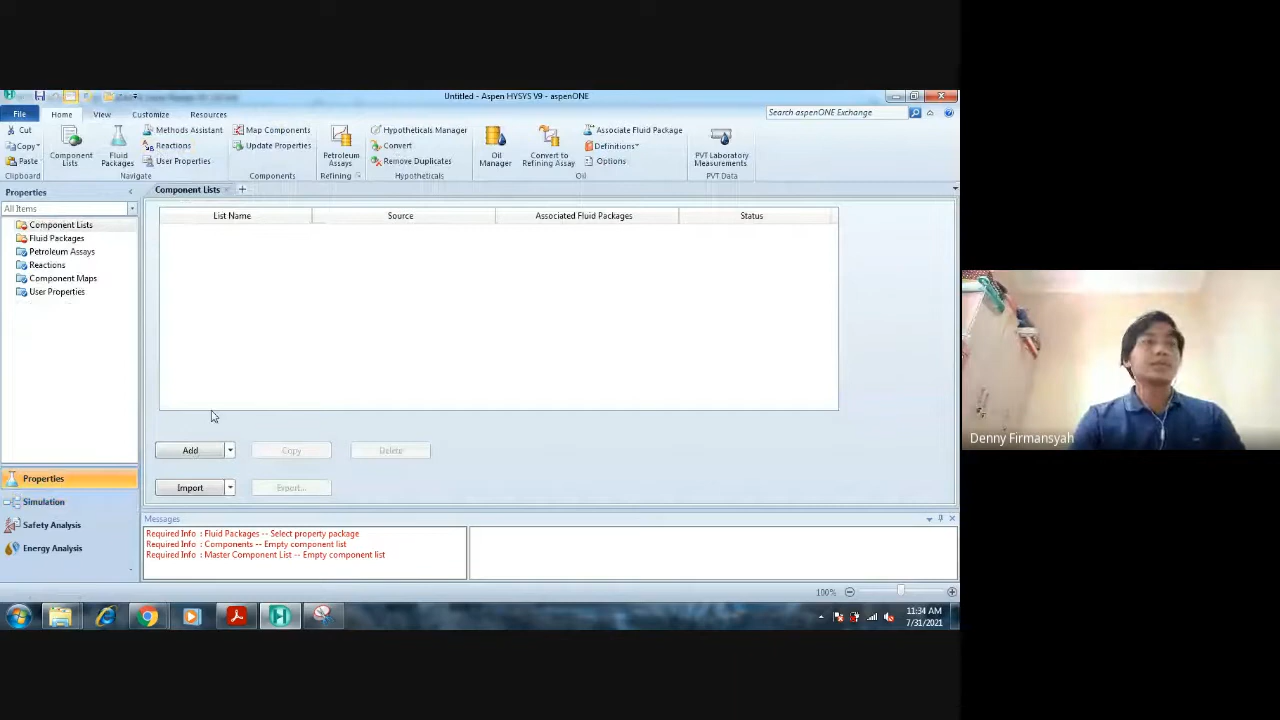 Untitled - Aspen HYSYS V9 - aspenONE
File Home View Customize Resources Search aspenONE Exchange
Cut
Copy
Paste
Clipboard
Component Lists
Fluid Packages
Methods Assistant
Reactions
User Properties
Navigate
Map Components
Update Properties
Components
Petroleum Assays
Refining
Hypotheticals Manager
Convert
Remove Duplicates
Hypotheticals
Oil Manager
Convert to Refining Assay
Associate Fluid Package
Definitions
Options
Oil
PVT Laboratory Measurements
PVT Data
Properties
All Items
Component Lists
Fluid Packages
Petroleum Assays
Reactions
Component Maps
User Properties
Properties
Simulation
Safety Analysis
Energy Analysis
Component Lists
List Name Source Associated Fluid Packages Status
Add Copy Delete
Import Export...
Messages
Required Info : Fluid Packages -- Select property package
Required Info : Components -- Empty component list
Required Info : Master Component List -- Empty component list
100%
11:34 AM
7/31/2021
Denny Firmansyah